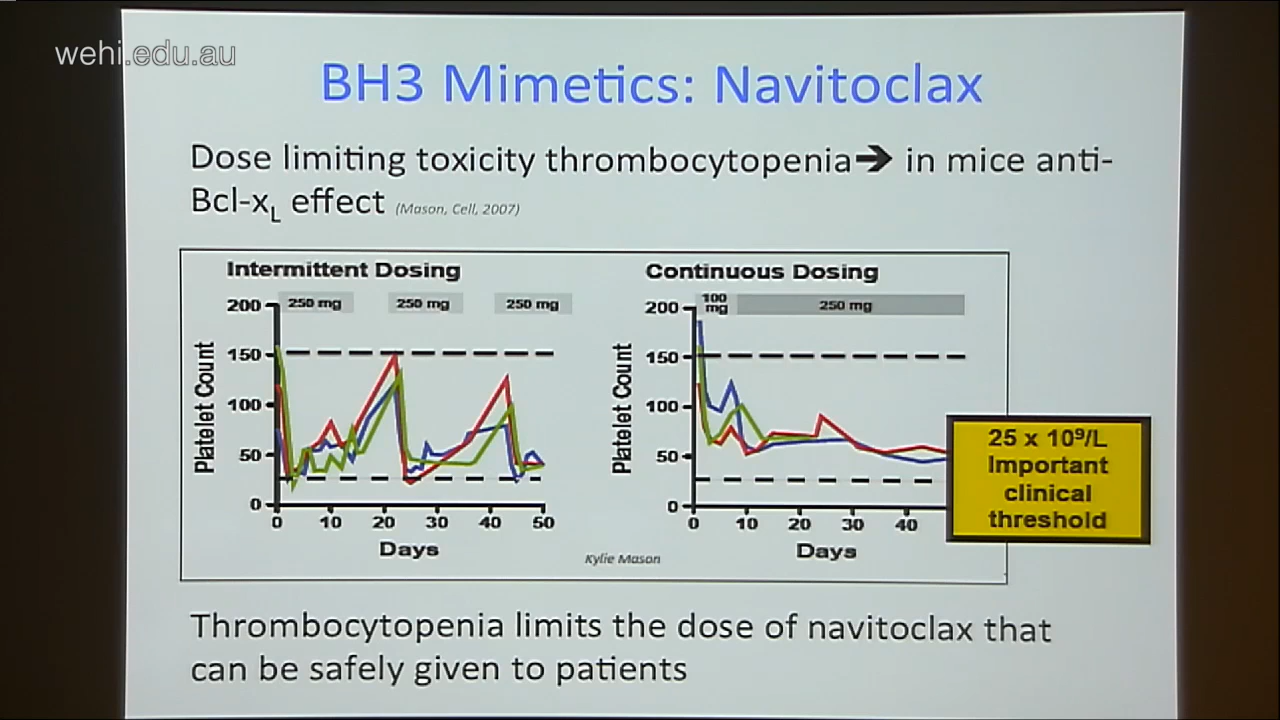 wehi.edu.au
BH3 Mimetics: Navitoclax
Dose limiting toxicity thrombocytopenia➔ in mice anti-
Bcl-xL effect (Mason, Cell, 2007)
Intermittent Dosing
250 mg 250 mg 250 mg
200
150
100
50
0
Platelet Count
0 10 20 30 40 50
Days
Continuous Dosing
100
mg
250 mg
200
150
100
50
0
Platelet Count
0 10 20 30 40
Days
25 x 10⁹/L
Important
clinical
threshold
Kylie Mason
Thrombocytopenia limits the dose of navitoclax that
can be safely given to patients